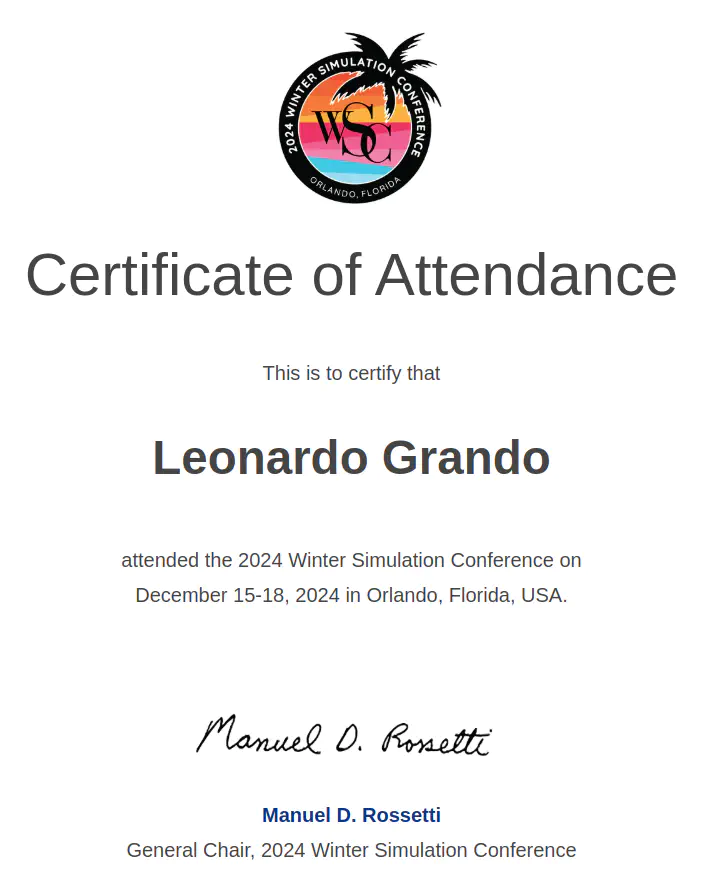 2024 WINTER SIMULATION CONFERENCE
WSC
ORLANDO, FLORIDA
Certificate of Attendance
This is to certify that
Leonardo Grando
attended the 2024 Winter Simulation Conference on
December 15-18, 2024 in Orlando, Florida, USA.
Manuel D. Rossetti
Manuel D. Rossetti
General Chair, 2024 Winter Simulation Conference